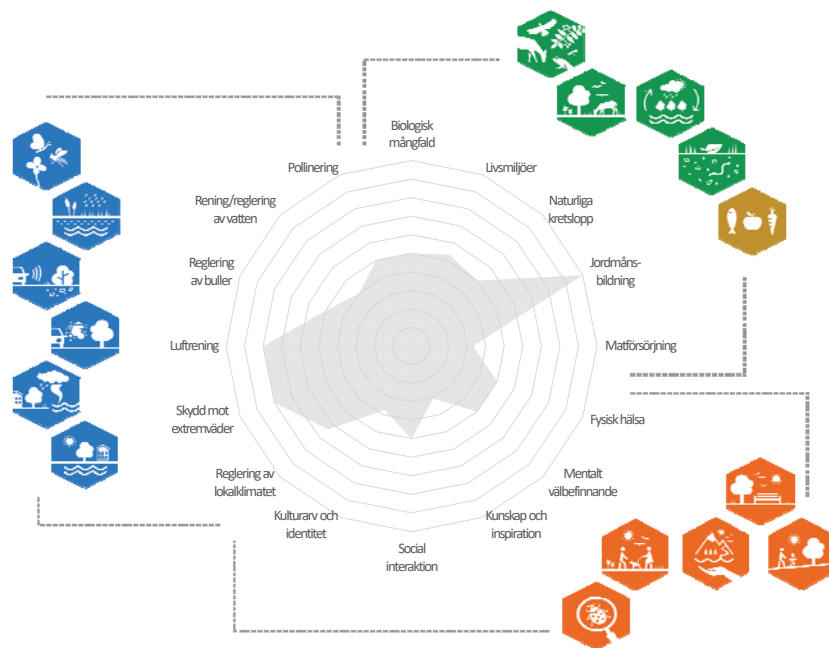 Biologisk
mångfald
Livsmiljöer
Naturliga
kretslopp
Jordmåns-
bildning
Matförsörjning
Fysisk hälsa
Mentalt
välbefinnande
Kunskap och
inspiration
Social
interaktion
Kulturarv och
identitet
Reglering av
lokalklimatet
Skydd mot
extremväder
Luftrening
Reglering
av buller
Rening/reglering
av vatten
Pollinering